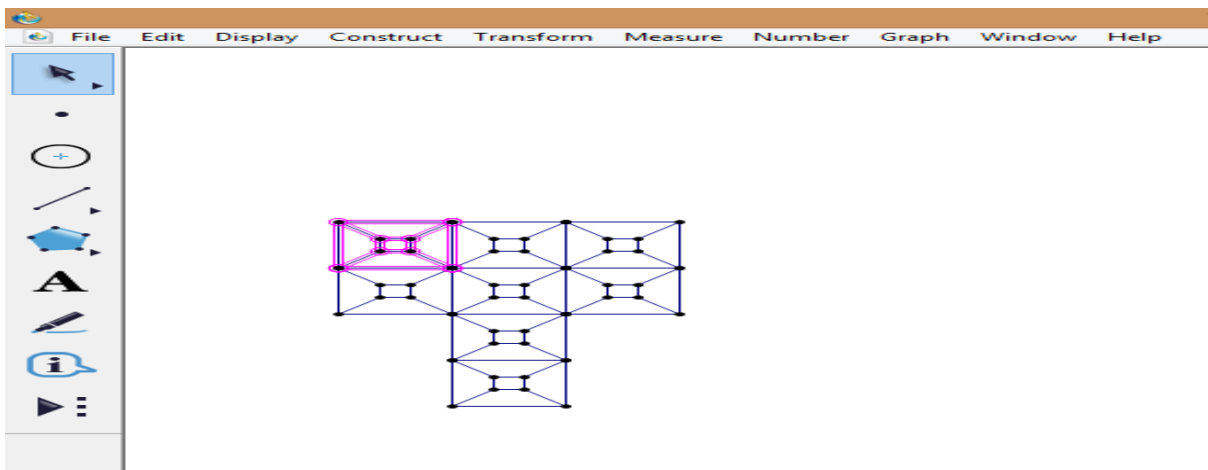 File Edit Display Construct Transform Measure Number Graph Window Help
A
i